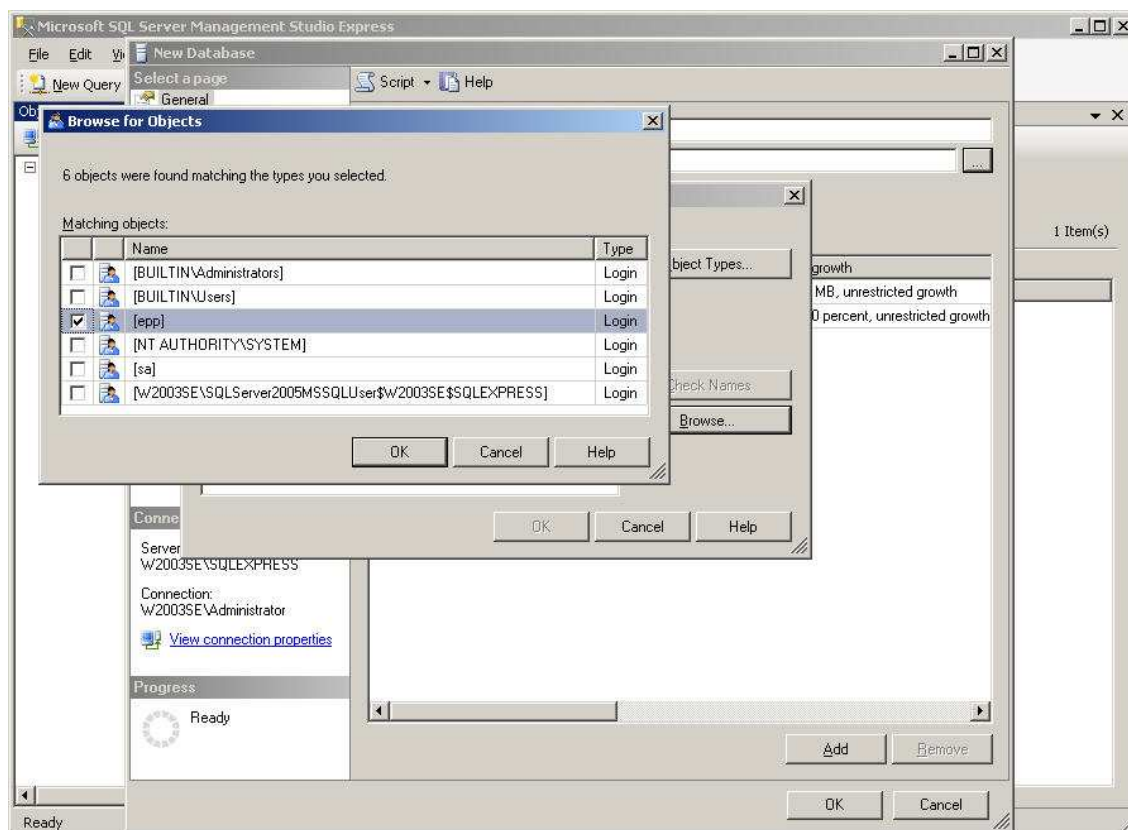 Microsoft SQL Server Management Studio Express
File Edit Vi
New Database
New Query
Select a page
Script Help
General
Ob
Browse for Objects
6 objects were found matching the types you selected.
Matching objects:
1 Item(s)
Name Type
[BUILTIN\Administrators] Login
[BUILTIN\Users] Login
[epp] Login
[NT AUTHORITY\SYSTEM] Login
[sa] Login
[W2003SE\SQLServer2005MSSQLUser$W2003SE$SQLEXPRESS] Login
OK Cancel Help
...
bject Types...
growth
MB, unrestricted growth
0 percent, unrestricted growth
Check Names
Browse...
OK Cancel Help
Conne
Server
W2003SE\SQLEXPRESS
Connection:
W2003SE\Administrator
View connection properties
Progress
Ready
Add Remove
OK Cancel
Ready